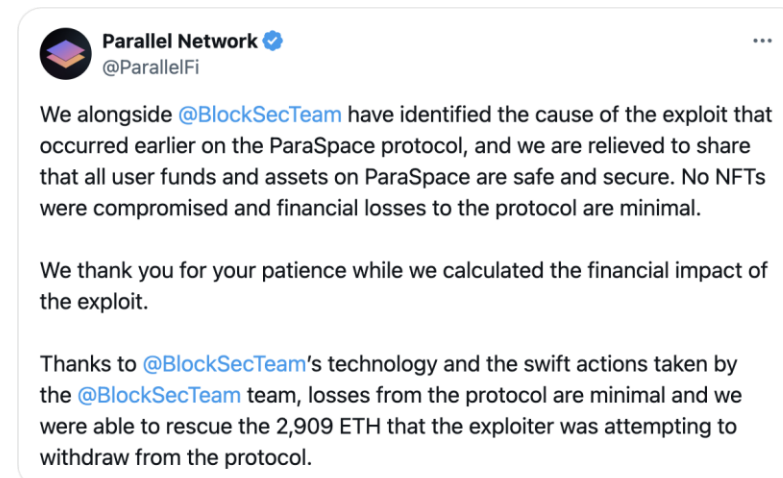 Parallel Network
@ParallelFi
We alongside @BlockSecTeam have identified the cause of the exploit that
occurred earlier on the ParaSpace protocol, and we are relieved to share
that all user funds and assets on ParaSpace are safe and secure. No NFTs
were compromised and financial losses to the protocol are minimal.
We thank you for your patience while we calculated the financial impact of
the exploit.
Thanks to @BlockSecTeam's technology and the swift actions taken by
the @BlockSecTeam team, losses from the protocol are minimal and we
were able to rescue the 2,909 ETH that the exploiter was attempting to
withdraw from the protocol.